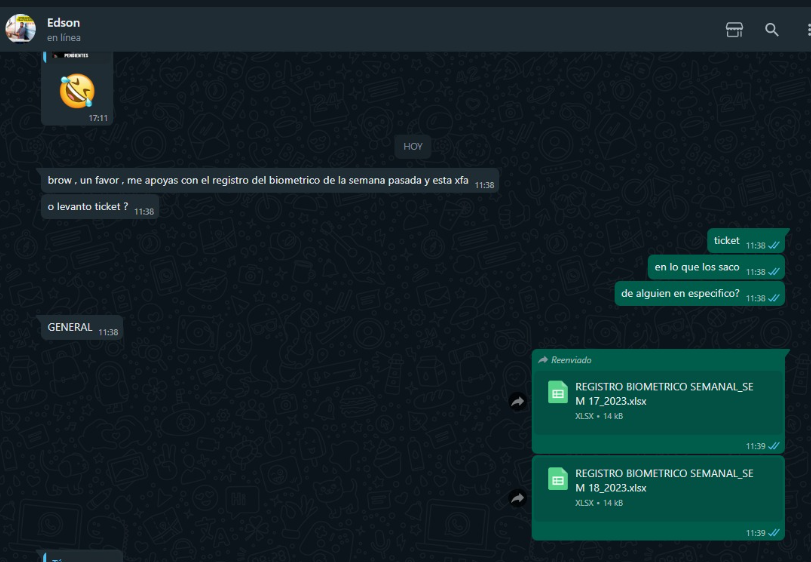 Edson
en línea
PENDIENTES
17:11
HOY
brow , un favor , me apoyas con el registro del biometrico de la semana pasada y esta xfa 11:38
o levanto ticket ? 11:38
ticket 11:38
en lo que los saco 11:38
de alguien en especifico? 11:38
GENERAL 11:38
Reenviado
REGISTRO BIOMETRICO SEMANAL_SE
M 17_2023.xlsx
XLSX • 14 kB
11:39
REGISTRO BIOMETRICO SEMANAL_SE
M 18_2023.xlsx
XLSX • 14 kB
11:39